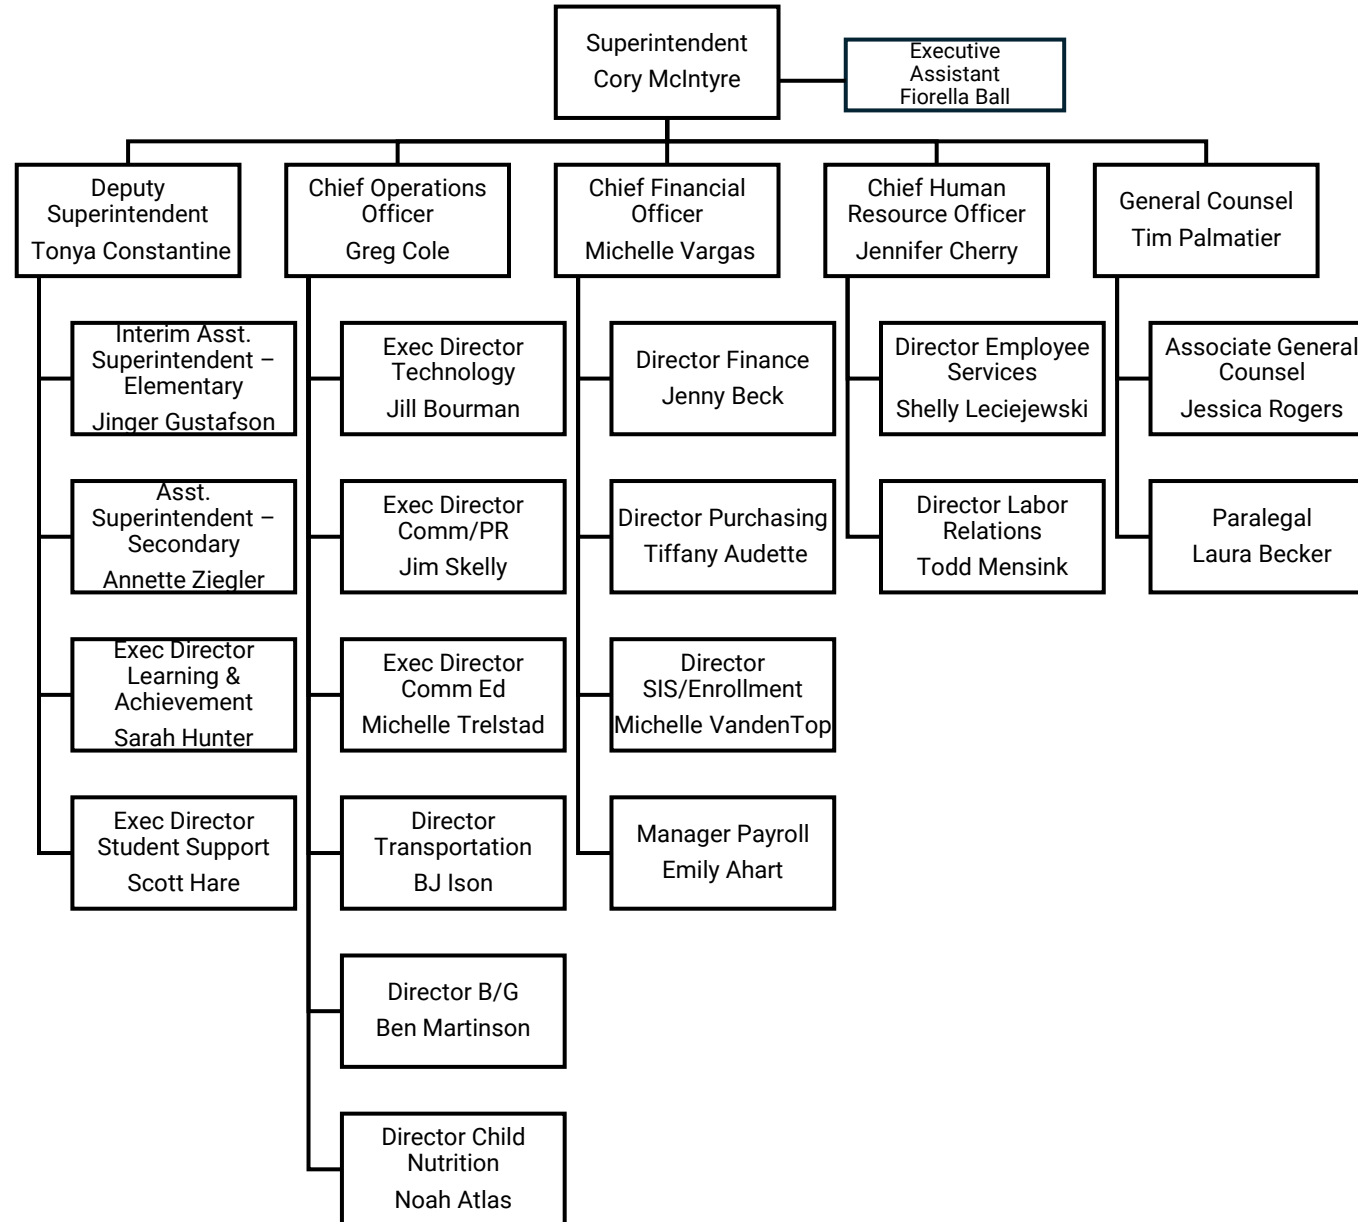 Superintendent
Cory McIntyre
Executive
Assistant
Fiorella Ball
Deputy
Superintendent
Tonya Constantine
Chief Operations
Officer
Greg Cole
Chief Financial
Officer
Michelle Vargas
Chief Human
Resource Officer
Jennifer Cherry
General Counsel
Tim Palmatier
Interim Asst.
Superintendent –
Elementary
Jinger Gustafson
Exec Director
Technology
Jill Bourman
Director Finance
Jenny Beck
Director Employee
Services
Shelly Leciejewski
Associate General
Counsel
Jessica Rogers
Asst.
Superintendent –
Secondary
Annette Ziegler
Exec Director
Comm/PR
Jim Skelly
Director Purchasing
Tiffany Audette
Director Labor
Relations
Todd Mensink
Paralegal
Laura Becker
Exec Director
Learning &
Achievement
Sarah Hunter
Exec Director
Comm Ed
Michelle Trelstad
Director
SIS/Enrollment
Michelle VandenTop
Exec Director
Student Support
Scott Hare
Director
Transportation
BJ Ison
Manager Payroll
Emily Ahart
Director B/G
Ben Martinson
Director Child
Nutrition
Noah Atlas